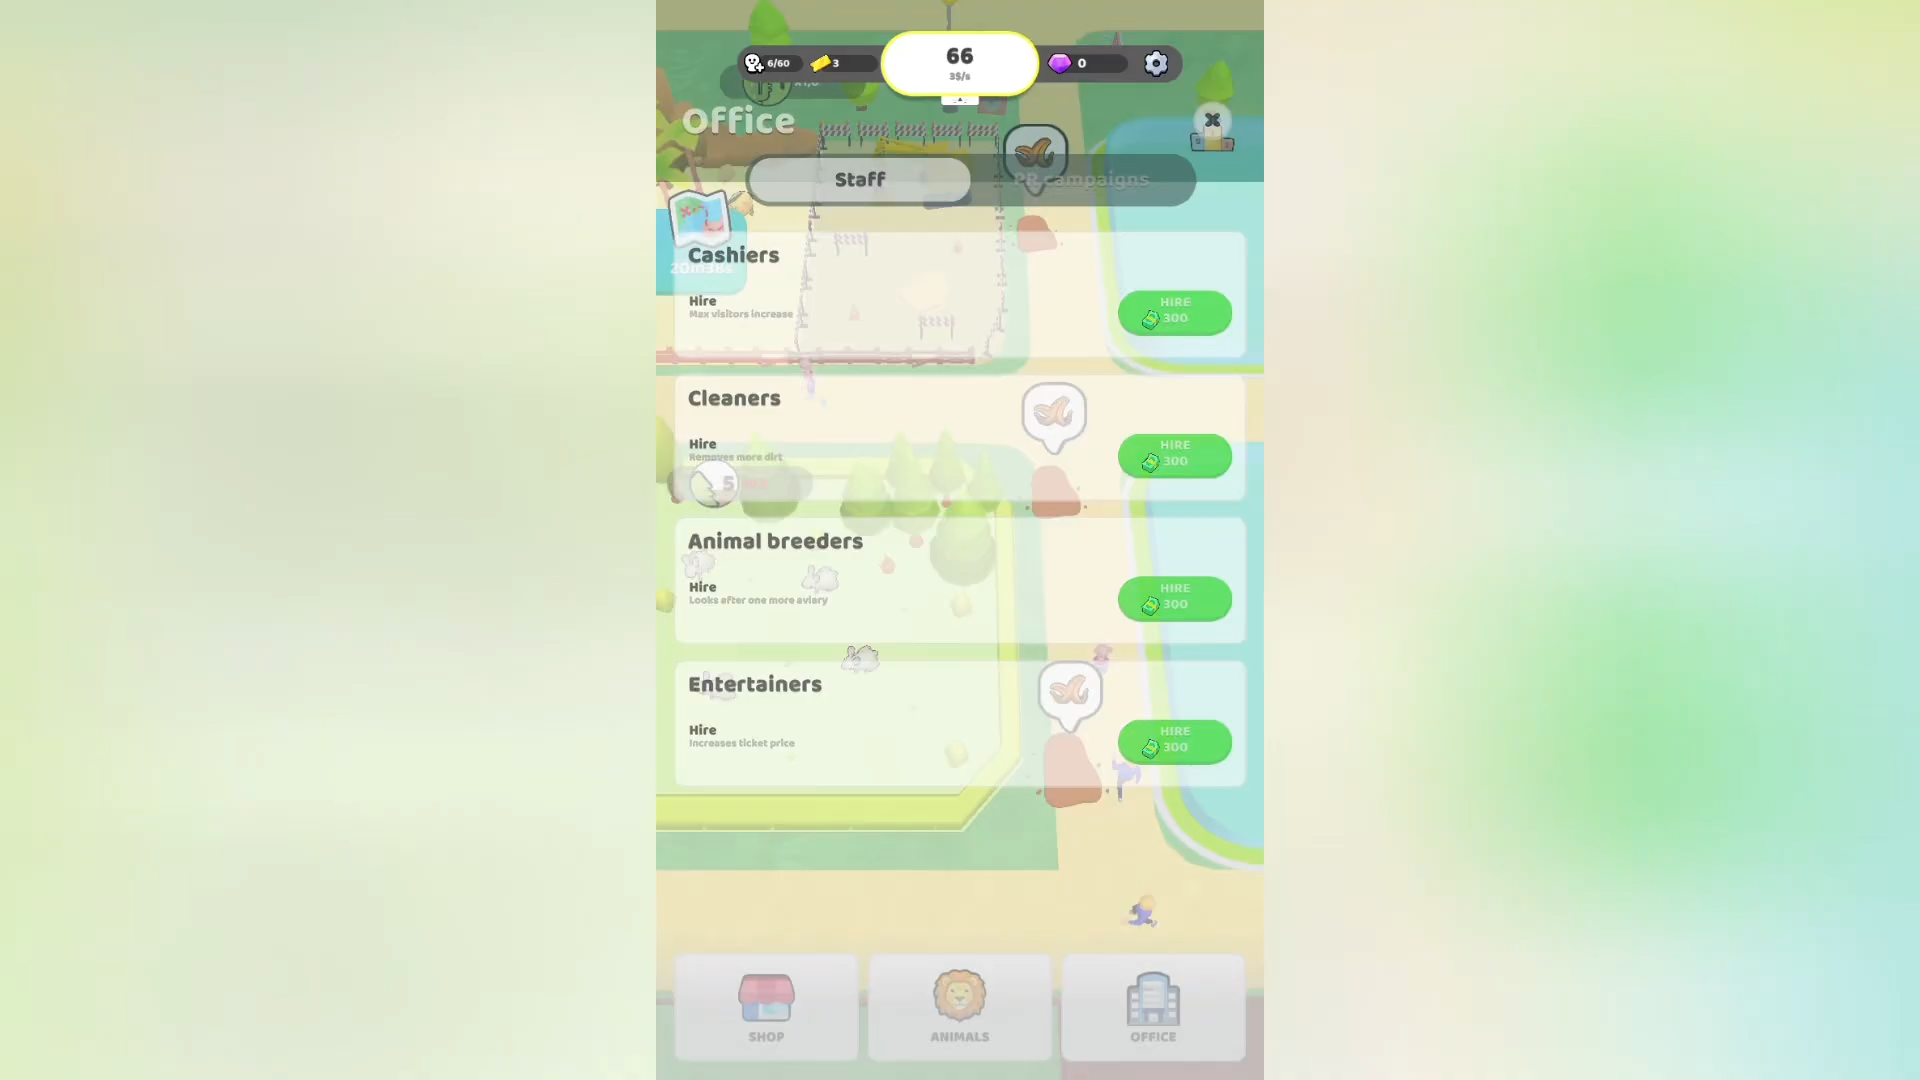 6/60
3
66
3$/s
0
Office
Staff
PR campaigns
Cashiers
Hire
Max visitors increase
HIRE
300
Cleaners
Hire
Removes more dirt
HIRE
300
5
Animal breeders
Hire
Looks after one more aviary
HIRE
300
Entertainers
Hire
Increases ticket price
HIRE
300
SHOP
ANIMALS
OFFICE